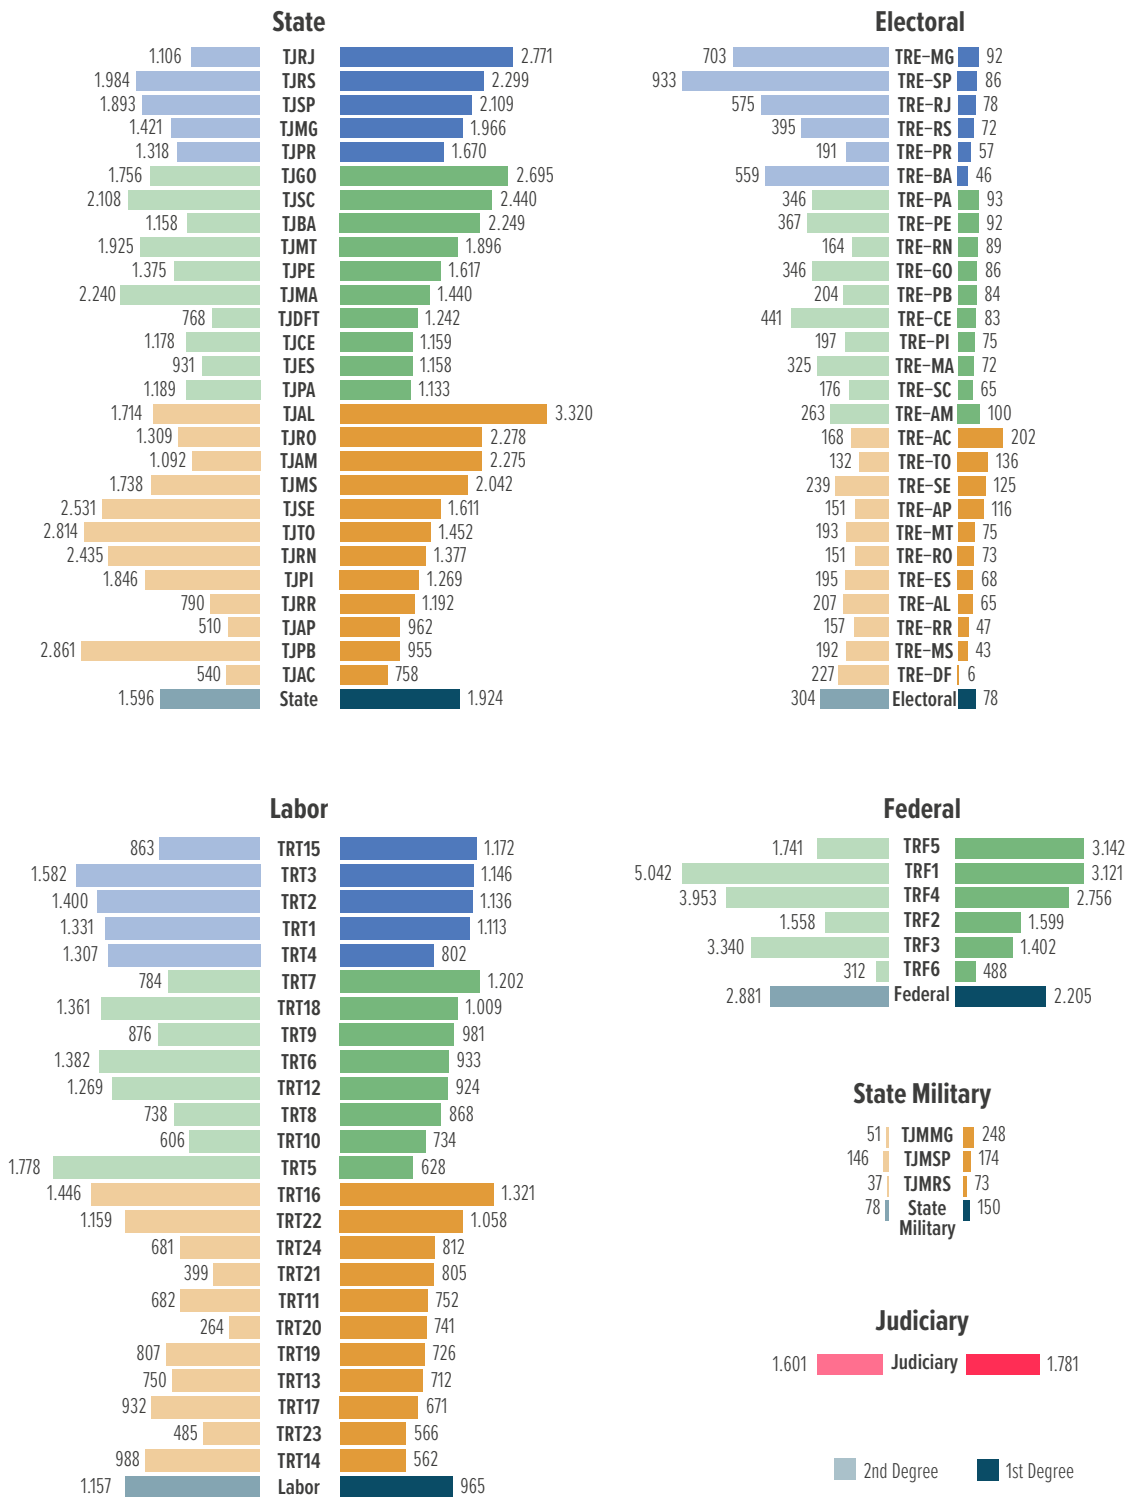 State
1.106 TJRJ 2.771
1.984 TJRS 2.299
1.893 TJSP 2.109
1.421 TJMG 1.966
1.318 TJPR 1.670
1.756 TJGO 2.695
2.108 TJSC 2.440
1.158 TJBA 2.249
1.925 TJMT 1.896
1.375 TJPE 1.617
2.240 TJMA 1.440
768 TJDFT 1.242
1.178 TJCE 1.159
931 TJES 1.158
1.189 TJPA 1.133
1.714 TJAL 3.320
1.309 TJRO 2.278
1.092 TJAM 2.275
1.738 TJMS 2.042
2.531 TJSE 1.611
2.814 TJTO 1.452
2.435 TJRN 1.377
1.846 TJPI 1.269
790 TJRR 1.192
510 TJAP 962
2.861 TJPB 955
540 TJAC 758
1.596 State 1.924
Electoral
703 TRE-MG 92
933 TRE-SP 86
575 TRE-RJ 78
395 TRE-RS 72
191 TRE-PR 57
559 TRE-BA 46
346 TRE-PA 93
367 TRE-PE 92
164 TRE-RN 89
346 TRE-GO 86
204 TRE-PB 84
441 TRE-CE 83
197 TRE-PI 75
325 TRE-MA 72
176 TRE-SC 65
263 TRE-AM 100
168 TRE-AC 202
132 TRE-TO 136
239 TRE-SE 125
151 TRE-AP 116
193 TRE-MT 75
151 TRE-RO 73
195 TRE-ES 68
207 TRE-AL 65
157 TRE-RR 47
192 TRE-MS 43
227 TRE-DF 6
304 Electoral 78
Labor
863 TRT15 1.172
1.582 TRT3 1.146
1.400 TRT2 1.136
1.331 TRT1 1.113
1.307 TRT4 802
784 TRT7 1.202
1.361 TRT18 1.009
876 TRT9 981
1.382 TRT6 933
1.269 TRT12 924
738 TRT8 868
606 TRT10 734
1.778 TRT5 628
1.446 TRT16 1.321
1.159 TRT22 1.058
681 TRT24 812
399 TRT21 805
682 TRT11 752
264 TRT20 741
807 TRT19 726
750 TRT13 712
932 TRT17 671
485 TRT23 566
988 TRT14 562
1.157 Labor 965
Federal
1.741 TRF5 3.142
5.042 TRF1 3.121
3.953 TRF4 2.756
1.558 TRF2 1.599
3.340 TRF3 1.402
312 TRF6 488
2.881 Federal 2.205
State Military
51 TJMMG 248
146 TJMSP 174
37 TJMRS 73
78 State 150
Military
Judiciary
1.601 Judiciary 1.781
2nd Degree 1st Degree